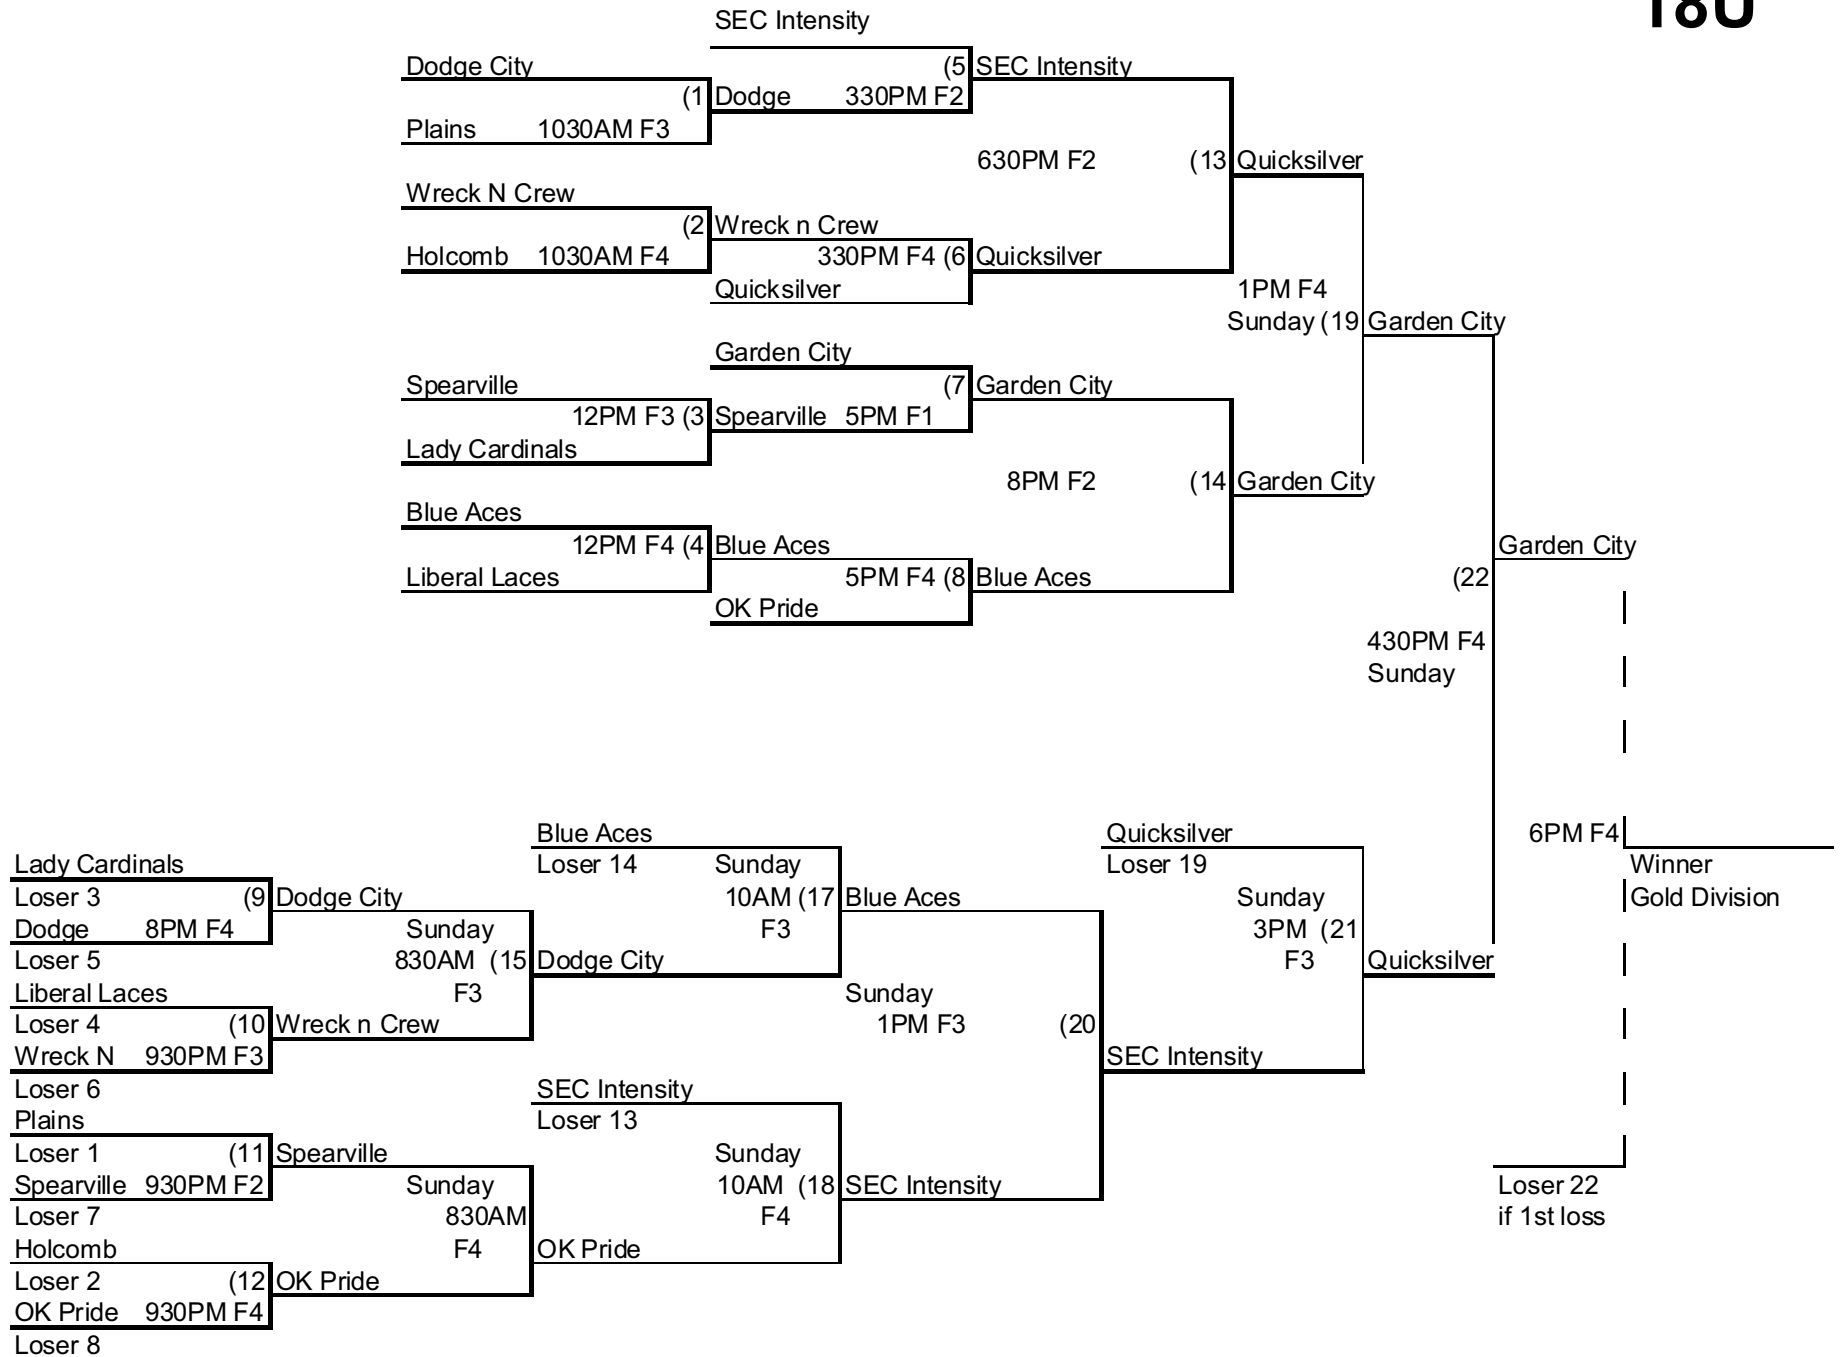 18U
SEC Intensity
Dodge City
(5 SEC Intensity
(1 Dodge 330PM F2
Plains 1030AM F3
630PM F2 (13 Quicksilver
Wreck N Crew
(2 Wreck n Crew
Holcomb 1030AM F4 330PM F4 (6 Quicksilver
Quicksilver 1PM F4
Sunday (19 Garden City
Garden City
Spearville (7 Garden City
12PM F3 (3 Spearville 5PM F1
Lady Cardinals
8PM F2 (14 Garden City
Blue Aces
12PM F4 (4 Blue Aces Garden City
Liberal Laces 5PM F4 (8 Blue Aces (22
OK Pride
430PM F4
Sunday
Blue Aces Quicksilver 6PM F4
Lady Cardinals Loser 14 Sunday Loser 19 Winner
Loser 3 (9 Dodge City 10AM (17 Blue Aces Sunday Gold Division
Dodge 8PM F4 Sunday F3 3PM (21
Loser 5 830AM (15 Dodge City F3 Quicksilver
Liberal Laces F3 Sunday
Loser 4 (10 Wreck n Crew 1PM F3 (20
Wreck N 930PM F3 SEC Intensity
Loser 6 SEC Intensity
Plains Loser 13
Loser 1 (11 Spearville Sunday
Spearville 930PM F2 Sunday 10AM (18 SEC Intensity Loser 22
Loser 7 830AM F4 if 1st loss
Holcomb F4 OK Pride
Loser 2 (12 OK Pride
OK Pride 930PM F4
Loser 8